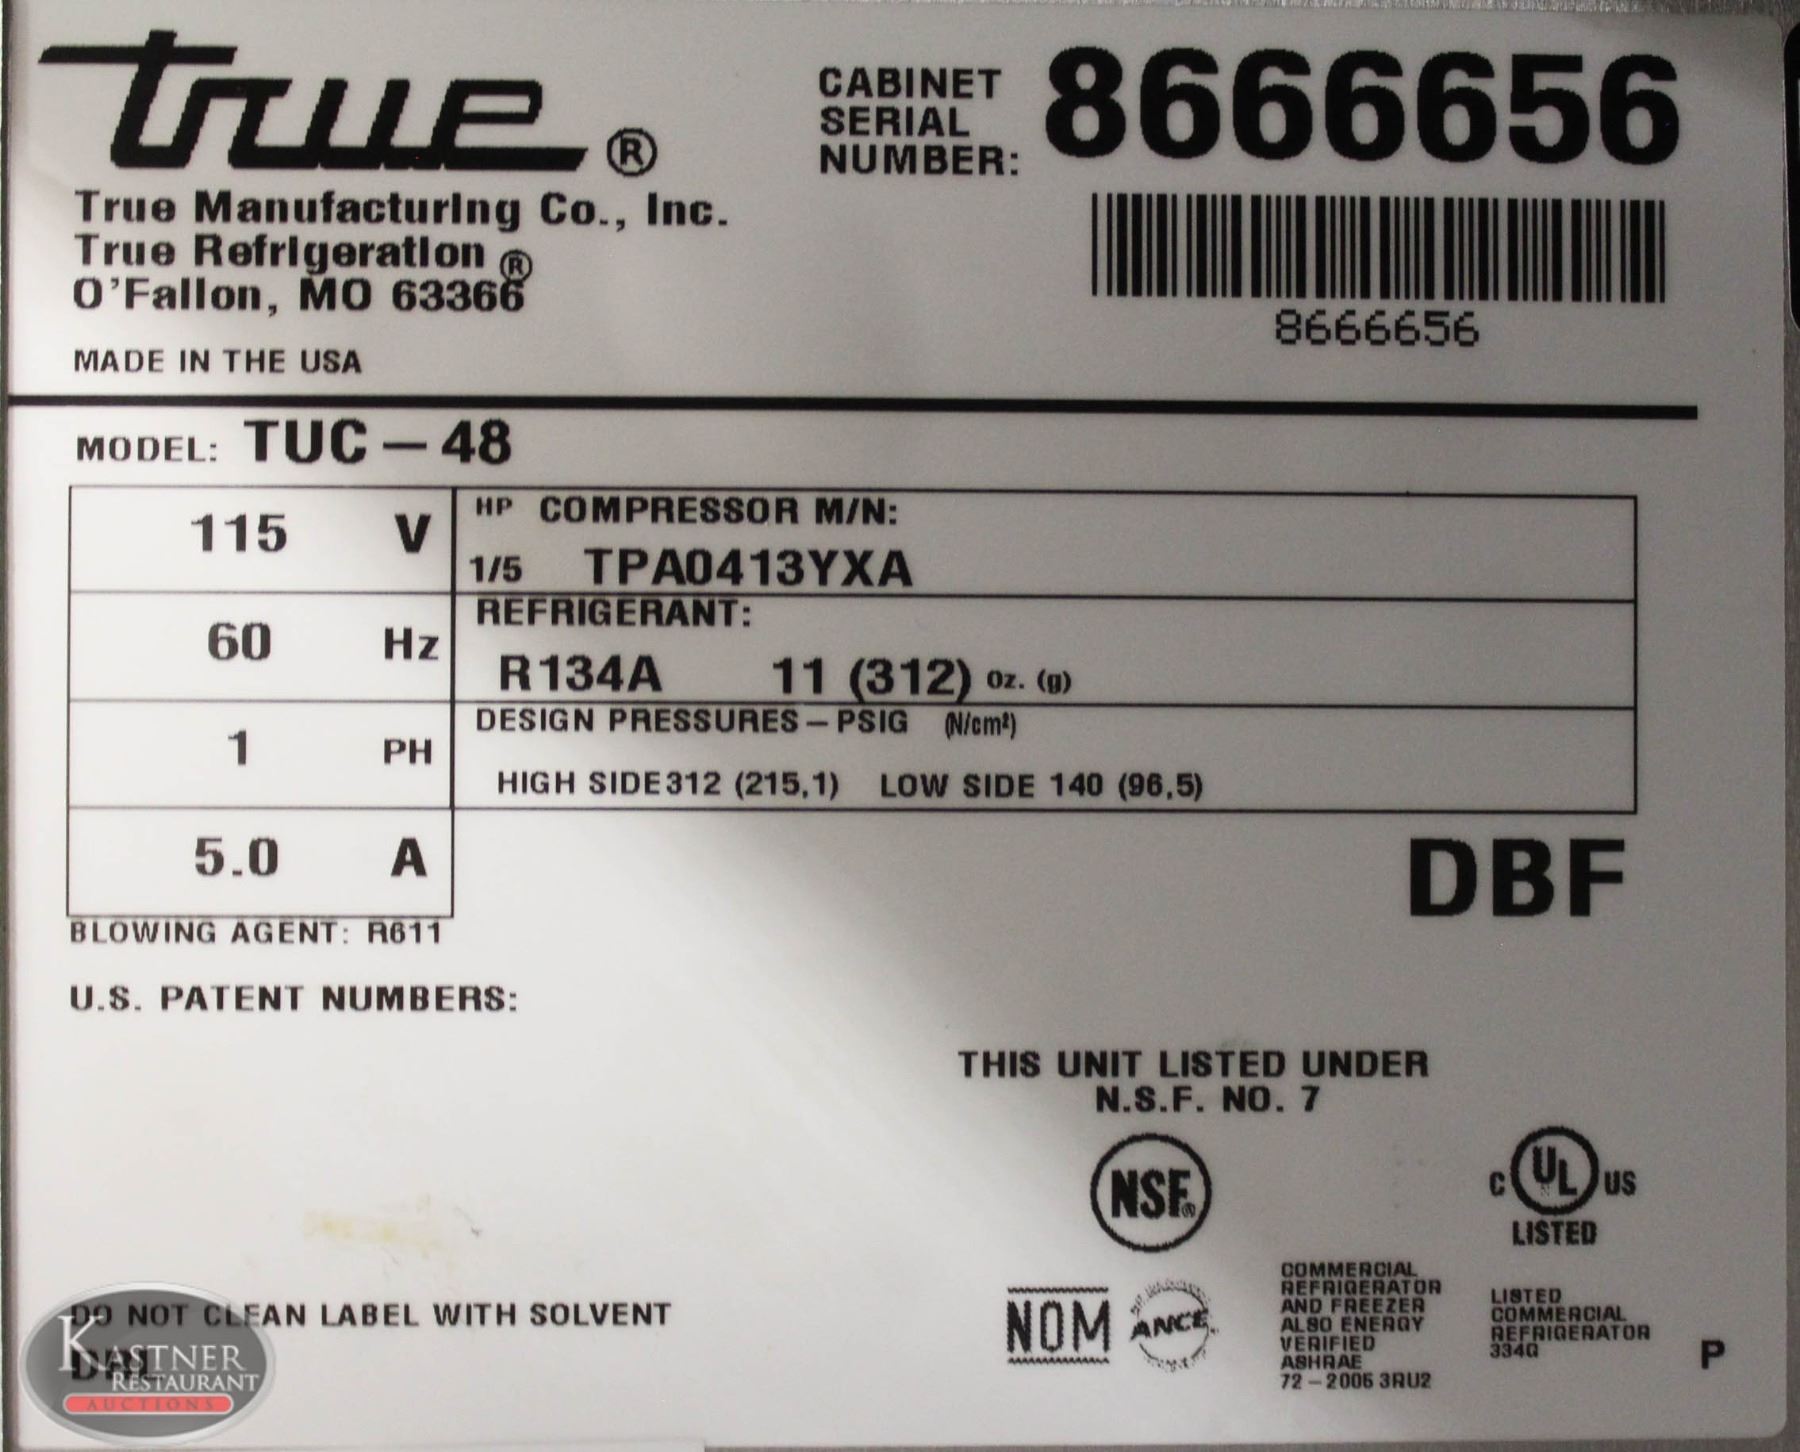 true®
CABINET
SERIAL
NUMBER: 8666656
8666656
True Manufacturing Co., Inc.
True Refrigeration®
O'Fallon, MO 63366
MADE IN THE USA
MODEL: TUC – 48
115 V
60 Hz
1 PH
5.0 A
HP COMPRESSOR M/N:
1/5 TPA0413YXA
REFRIGERANT:
R134A 11 (312) oz. (g)
DESIGN PRESSURES – PSIG (N/cm²)
HIGH SIDE 312 (215,1) LOW SIDE 140 (96,5)
DBF
BLOWING AGENT: R611
U.S. PATENT NUMBERS:
THIS UNIT LISTED UNDER
N.S.F. NO. 7
NSF®
C UL US
LISTED
NOM
ANCE
COMMERCIAL
REFRIGERATOR
AND FREEZER
ALSO ENERGY
VERIFIED
ASHRAE
72 – 2005 3RU2
LISTED
COMMERCIAL
REFRIGERATOR
334G
P
DO NOT CLEAN LABEL WITH SOLVENT
KASTNER
RESTAURANT
AUCTIONS